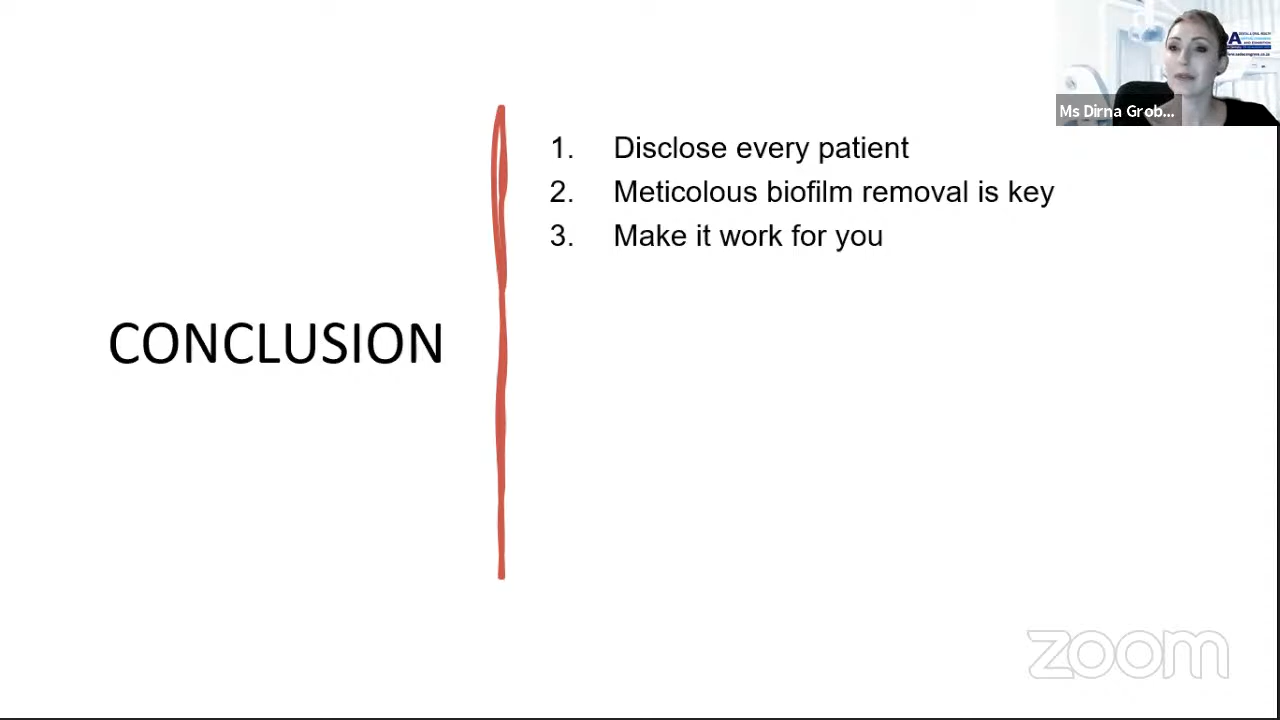 Ms Dirna Grob...
1. Disclose every patient
2. Meticolous biofilm removal is key
3. Make it work for you
CONCLUSION
zoom